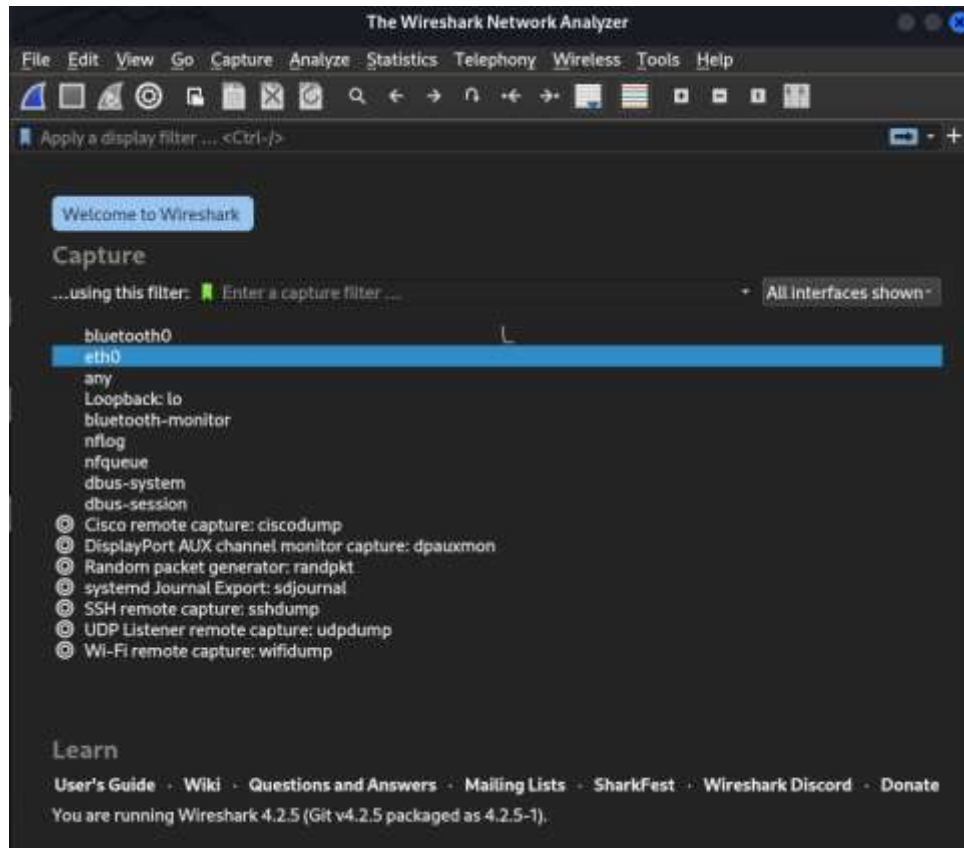 The Wireshark Network Analyzer
File Edit View Go Capture Analyze Statistics Telephony Wireless Tools Help
Apply a display filter ... <Ctrl-/>
Welcome to Wireshark
Capture
...using this filter: Enter a capture filter ... All interfaces shown
bluetooth0
eth0
any
Loopback: lo
bluetooth-monitor
nflog
nfqueue
dbus-system
dbus-session
Cisco remote capture: ciscodump
DisplayPort AUX channel monitor capture: dpauxmon
Random packet generator: randpkt
systemd Journal Export: sdjournal
SSH remote capture: sshdump
UDP Listener remote capture: udpdump
Wi-Fi remote capture: wifidump
Learn
User's Guide · Wiki · Questions and Answers · Mailing Lists · SharkFest · Wireshark Discord · Donate
You are running Wireshark 4.2.5 (Git v4.2.5 packaged as 4.2.5-1).